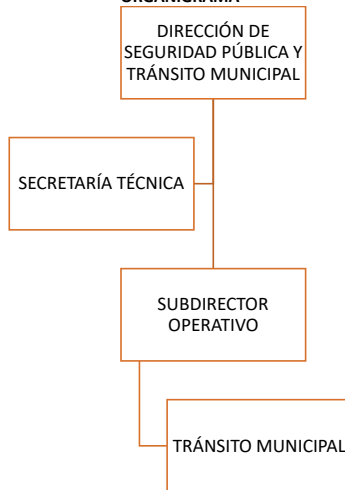 ORGANIGRAMA
DIRECCIÓN DE
SEGURIDAD PÚBLICA Y
TRÁNSITO MUNICIPAL
SECRETARÍA TÉCNICA
SUBDIRECTOR
OPERATIVO
TRÁNSITO MUNICIPAL